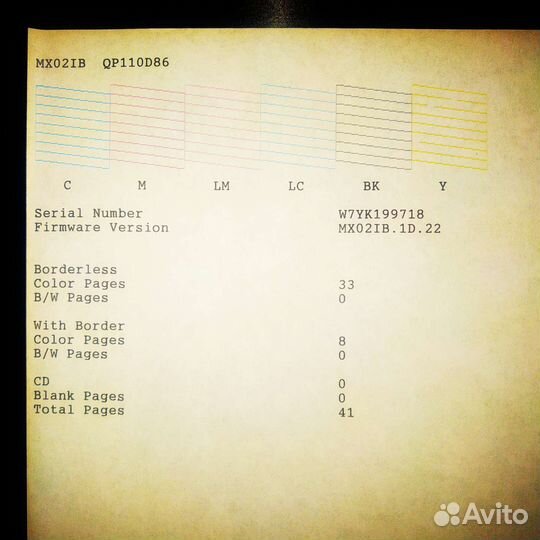 MX02IB QP110D86
C M LM LC BK Y
Serial Number W7YK199718
Firmware Version MX02IB.1D.22
Borderless
Color Pages 33
B/W Pages 0
With Border
Color Pages 8
B/W Pages 0
CD 0
Blank Pages 0
Total Pages 41
Avito